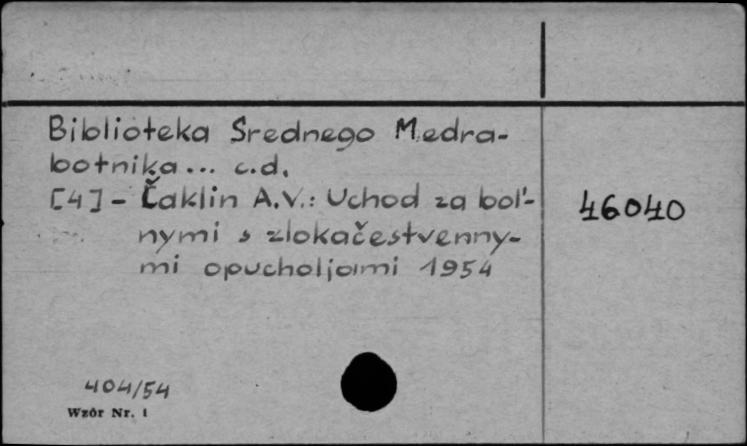 Biblioteka Srednego Medra-
botnika... c.d.
[4] - Čaklin A.V.: Uchod za bol'-
nymi s zlokačestvenny-
mi opucholjami 1954
46040
404/54
Wzór Nr. 1